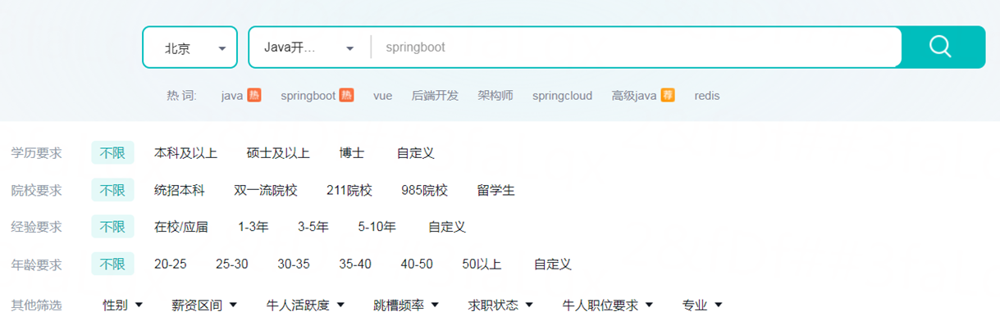 北京 Java开... springboot
热 词: java 热 springboot 热 vue 后端开发 架构师 springcloud 高级java 荐 redis
学历要求 不限 本科及以上 硕士及以上 博士 自定义
院校要求 不限 统招本科 双一流院校 211院校 985院校 留学生
经验要求 不限 在校/应届 1-3年 3-5年 5-10年 自定义
年龄要求 不限 20-25 25-30 30-35 35-40 40-50 50以上 自定义
其他筛选 性别 薪资区间 牛人活跃度 跳槽频率 求职状态 牛人职位要求 专业